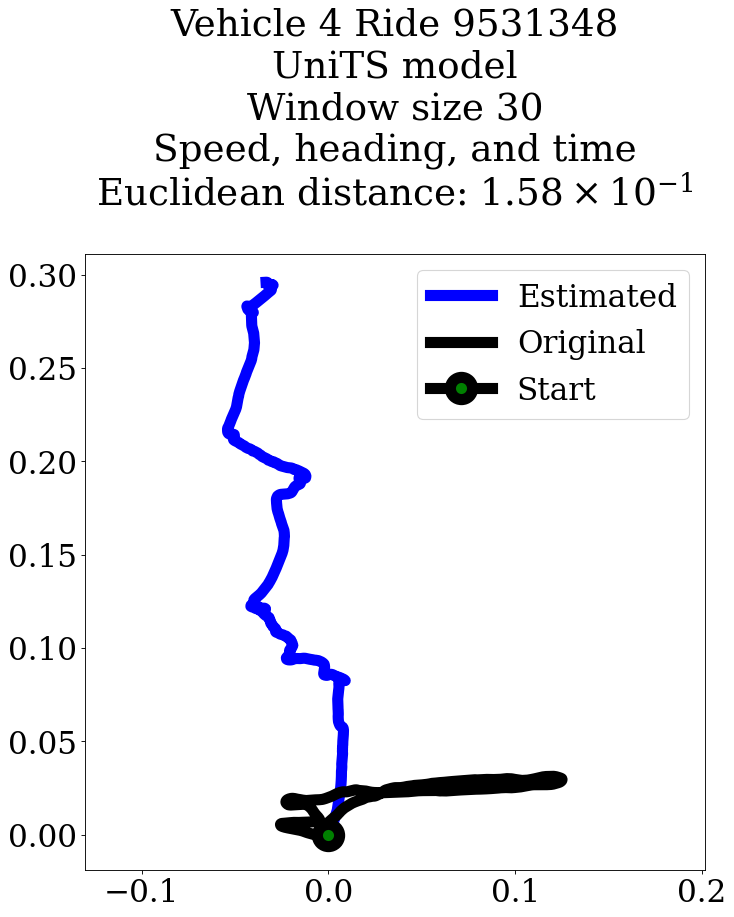 Vehicle 4 Ride 9531348
UniTS model
Window size 30
Speed, heading, and time
Euclidean distance: 1.58 × 10⁻¹
Estimated
Original
Start
0.30
0.25
0.20
0.15
0.10
0.05
0.00
−0.1 0.0 0.1 0.2